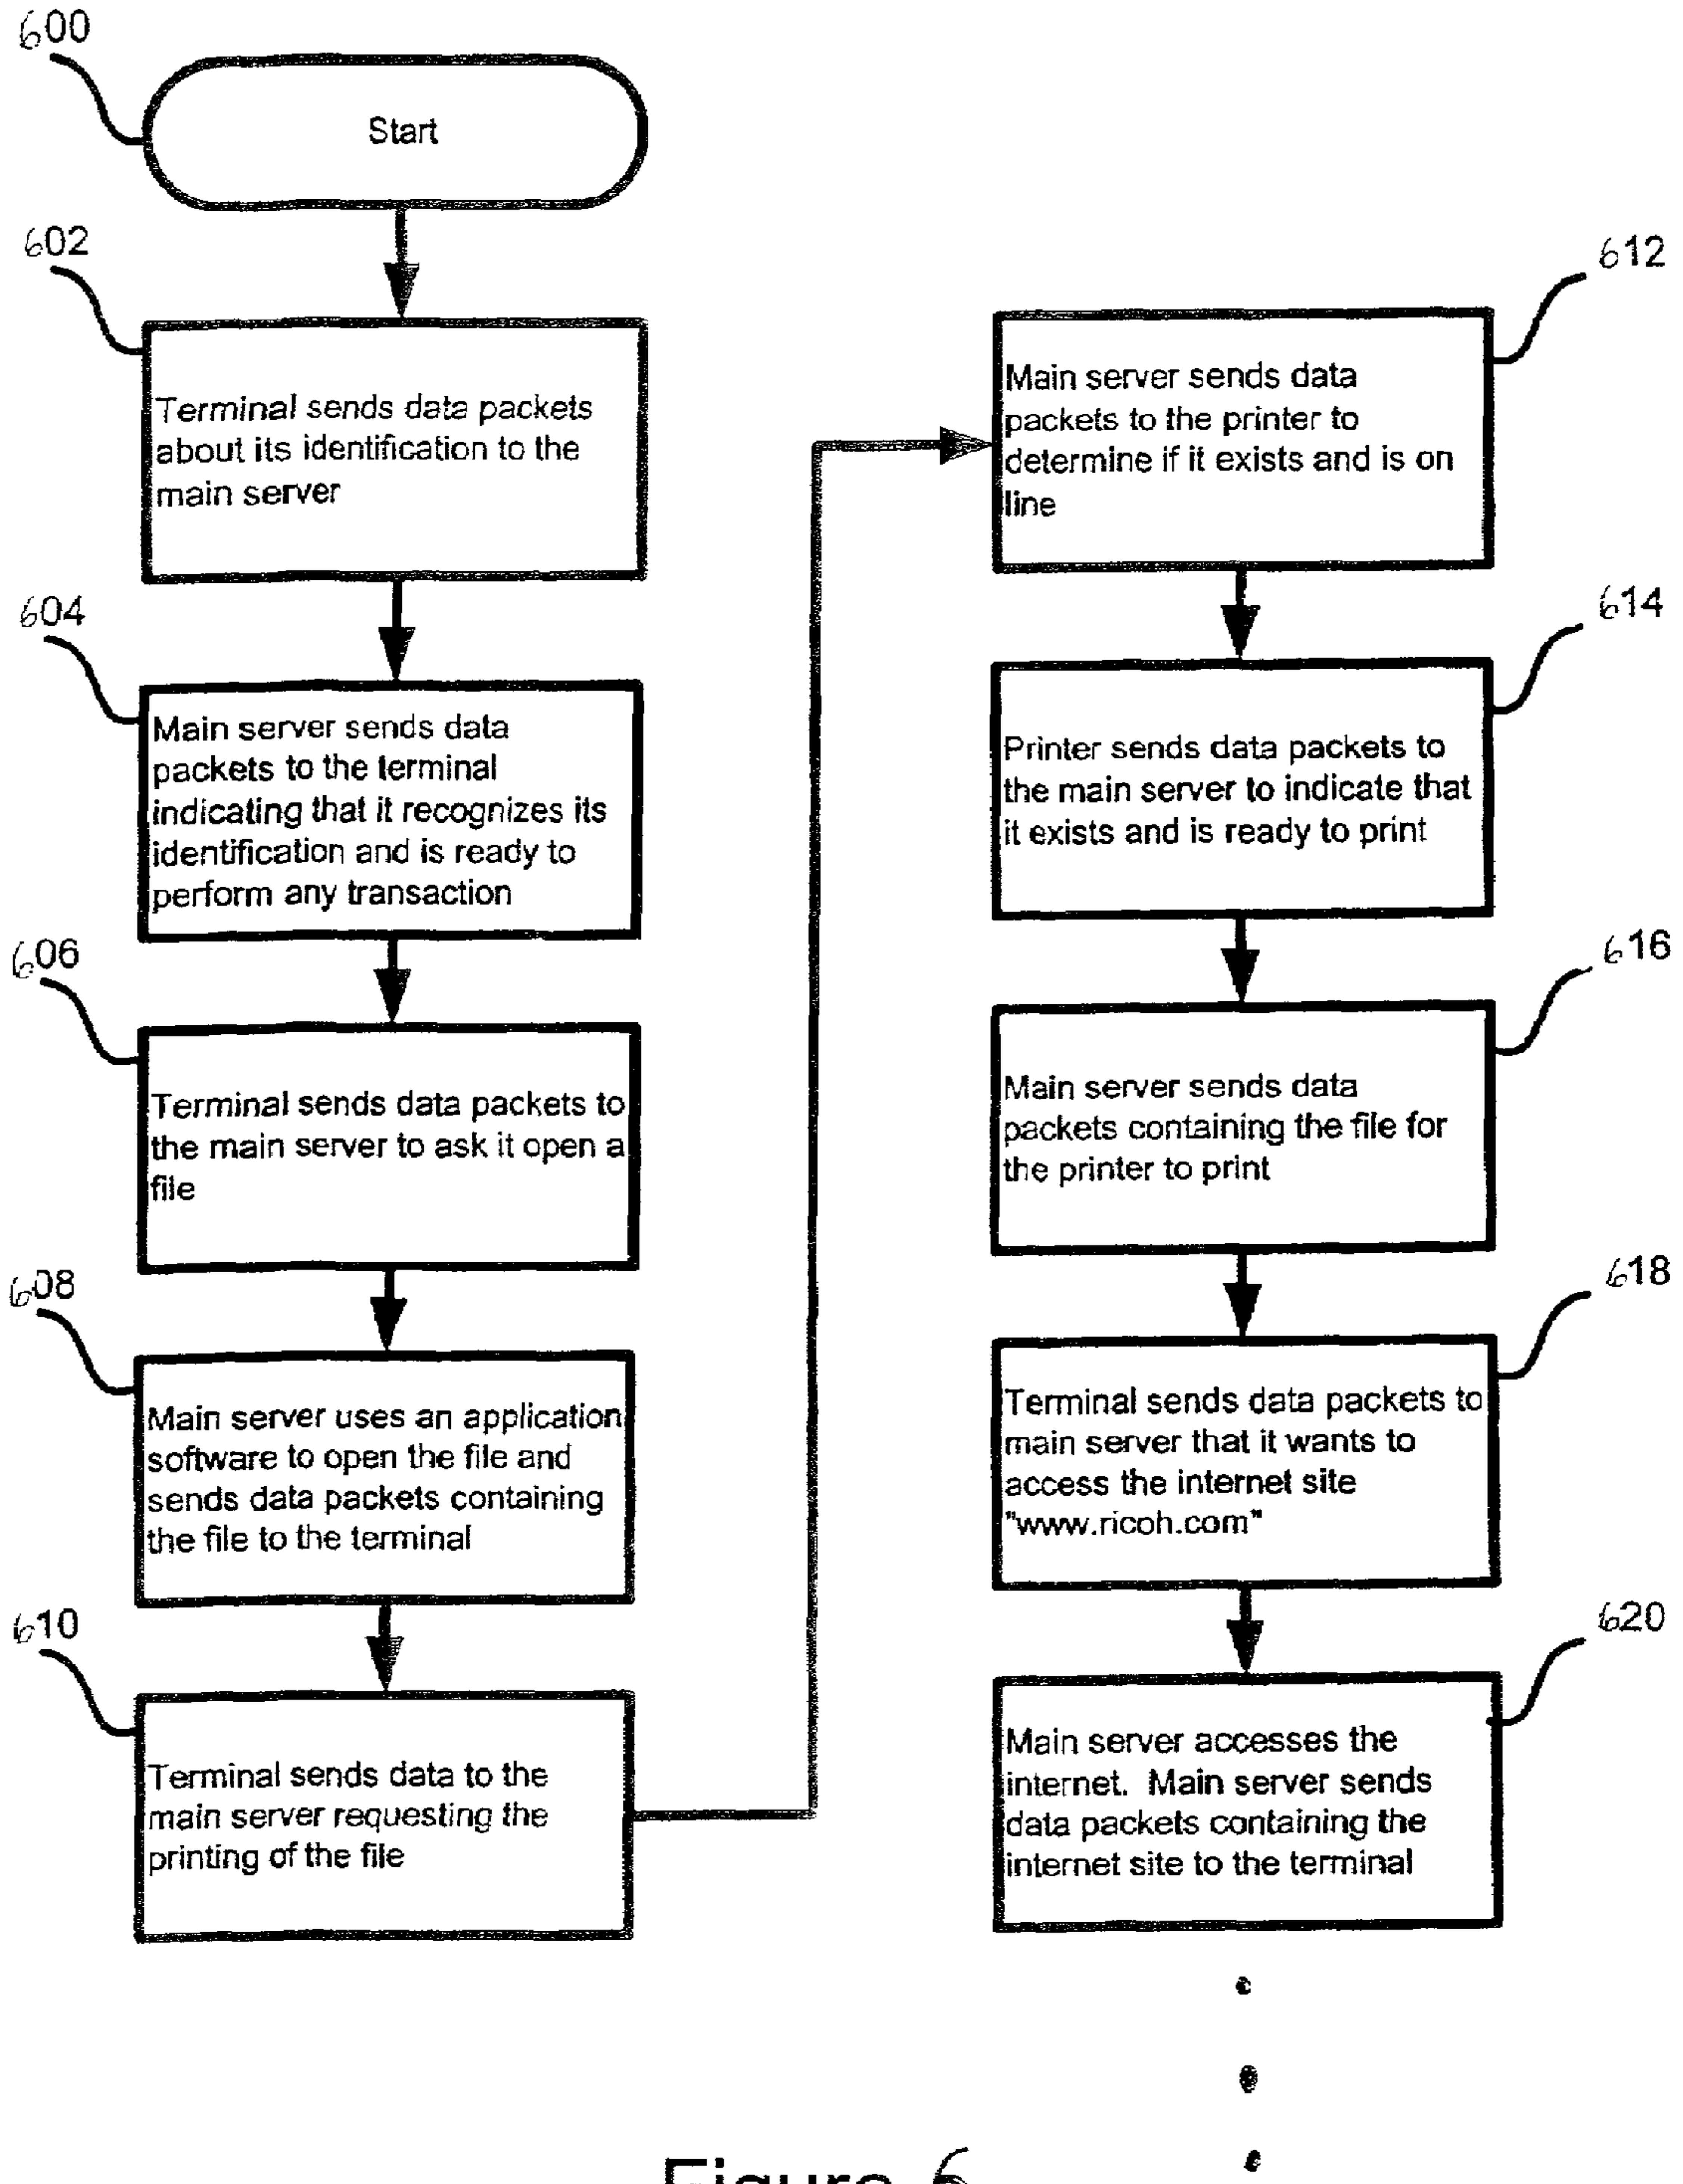 600
Start
602
Terminal sends data packets
about its identification to the
main server
604
Main server sends data
packets to the terminal
indicating that it recognizes its
identification and is ready to
perform any transaction
606
Terminal sends data packets to
the main server to ask it open a
file
608
Main server uses an application
software to open the file and
sends data packets containing
the file to the terminal
610
Terminal sends data to the
main server requesting the
printing of the file
612
Main server sends data
packets to the printer to
determine if it exists and is on
line
614
Printer sends data packets to
the main server to indicate that
it exists and is ready to print
616
Main server sends data
packets containing the file for
the printer to print
618
Terminal sends data packets to
main server that it wants to
access the internet site
"www.ricoh.com"
620
Main server accesses the
internet. Main server sends
data packets containing the
internet site to the terminal
Figure 6